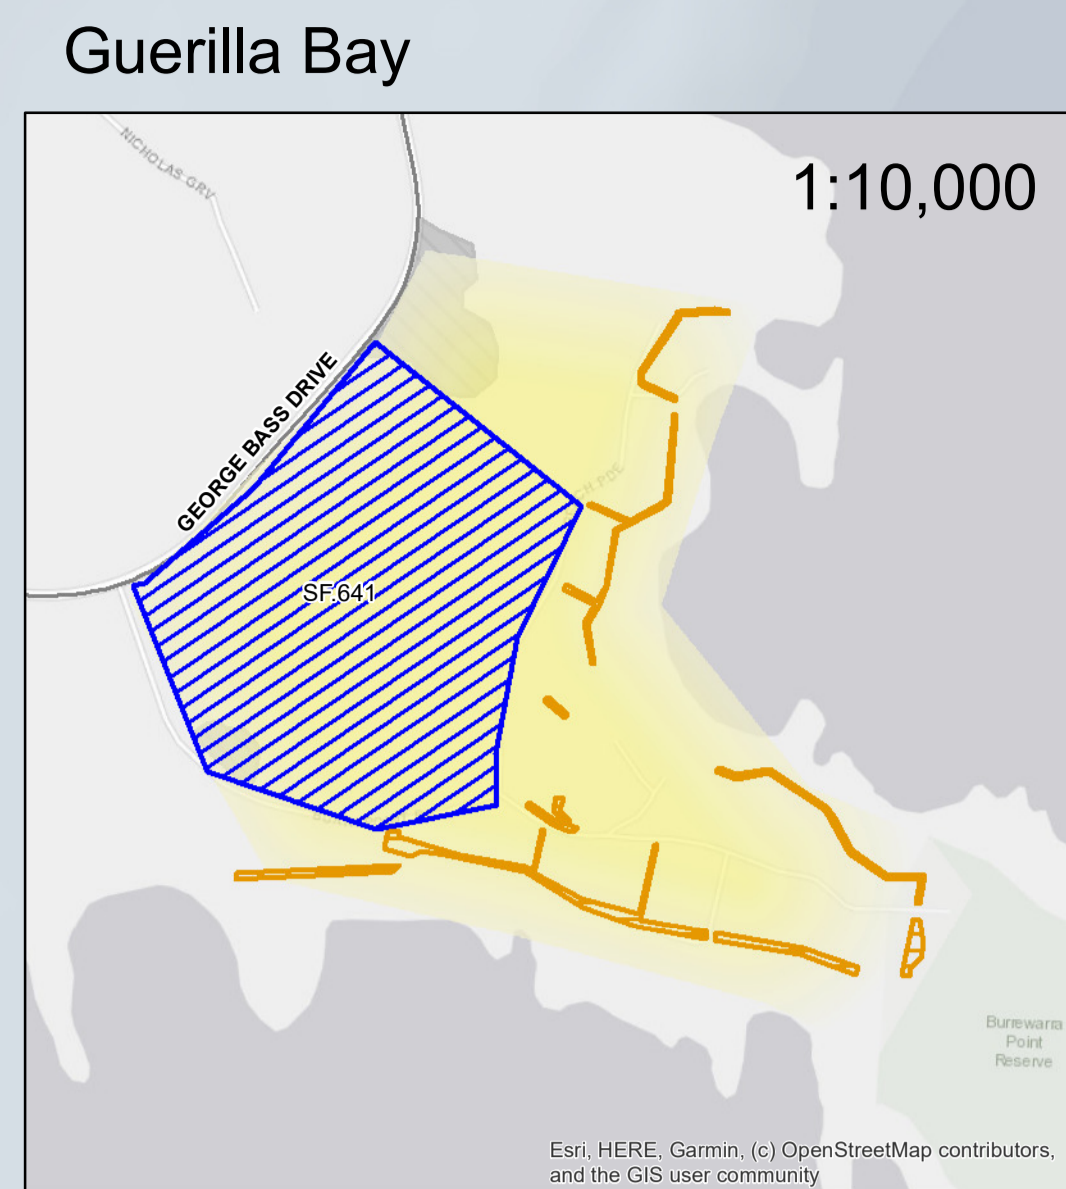 Guerilla Bay
1:10,000
NICHOLAS GRV
GEORGE BASS DRIVE
SF.641
Burrewarra
Point
Reserve
Esri, HERE, Garmin, (c) OpenStreetMap contributors,
and the GIS user community